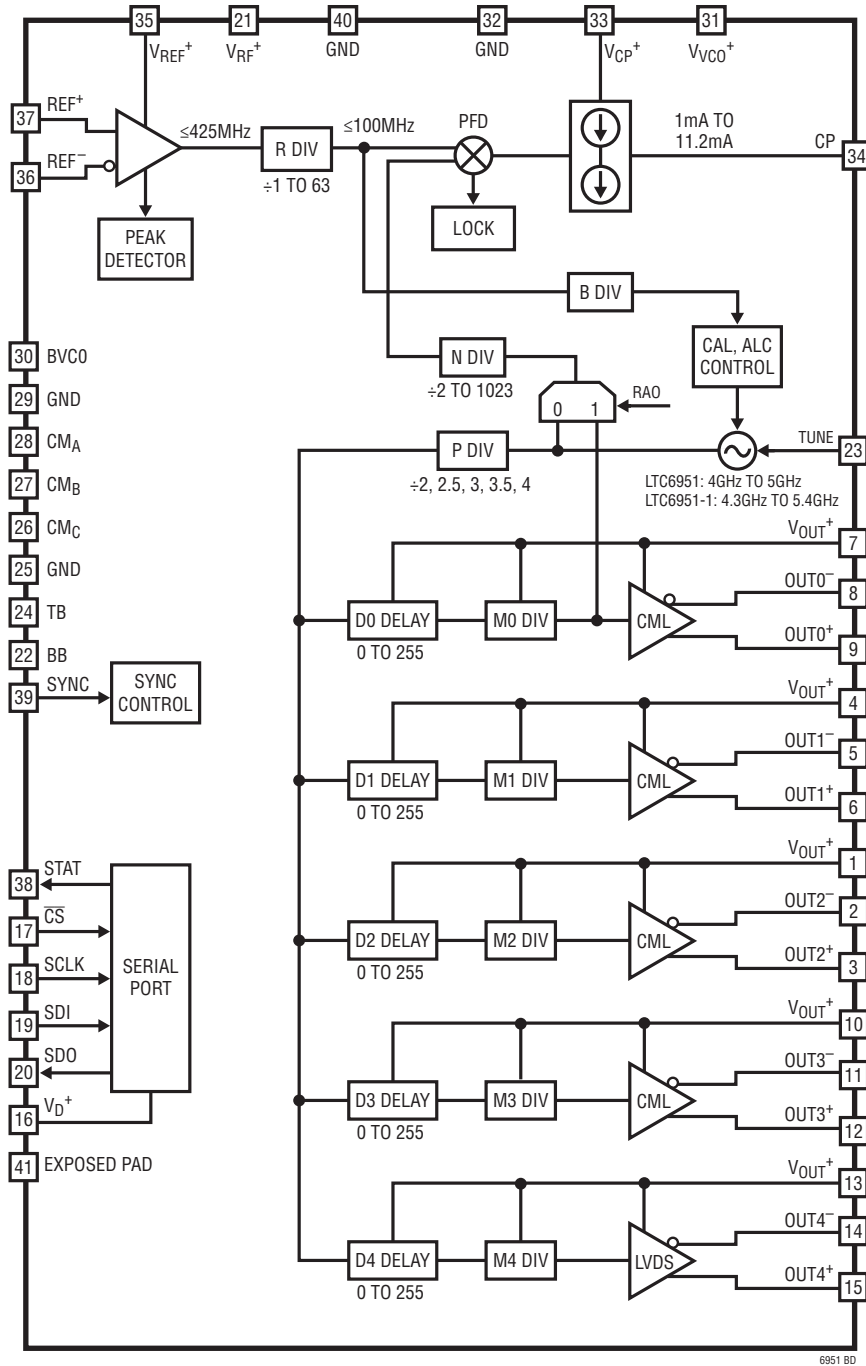 35 21 40 32 33 31
V_REF⁺ V_RF⁺ GND GND V_CP⁺ V_VCO⁺
37 REF⁺
36 REF⁻
≤425MHz
R DIV
÷1 TO 63
≤100MHz
PFD
LOCK
1mA TO
11.2mA
CP 34
PEAK
DETECTOR
B DIV
CAL, ALC
CONTROL
N DIV
÷2 TO 1023
0 1
RAO
P DIV
÷2, 2.5, 3, 3.5, 4
TUNE 23
LTC6951: 4GHz TO 5GHz
LTC6951-1: 4.3GHz TO 5.4GHz
30 BVCO
29 GND
28 CM_A
27 CM_B
26 CM_C
25 GND
24 TB
22 BB
39 SYNC
SYNC
CONTROL
V_OUT⁺ 7
D0 DELAY M0 DIV CML
0 TO 255
OUT0⁻ 8
OUT0⁺ 9
V_OUT⁺ 4
D1 DELAY M1 DIV CML
0 TO 255
OUT1⁻ 5
OUT1⁺ 6
38 STAT
17 C̅S̅
18 SCLK
19 SDI
20 SDO
16 V_D⁺
SERIAL
PORT
41 EXPOSED PAD
V_OUT⁺ 1
D2 DELAY M2 DIV CML
0 TO 255
OUT2⁻ 2
OUT2⁺ 3
V_OUT⁺ 10
D3 DELAY M3 DIV CML
0 TO 255
OUT3⁻ 11
OUT3⁺ 12
V_OUT⁺ 13
D4 DELAY M4 DIV LVDS
0 TO 255
OUT4⁻ 14
OUT4⁺ 15
6951 BD